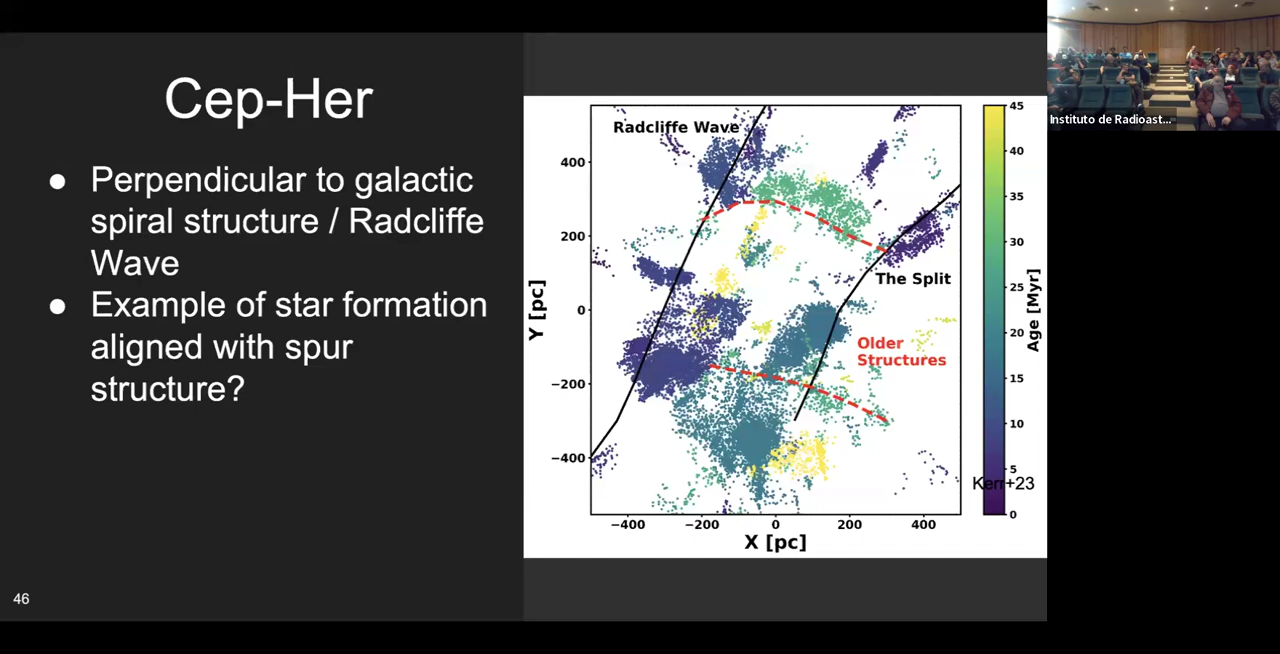 Cep-Her
● Perpendicular to galactic
spiral structure / Radcliffe
Wave
● Example of star formation
aligned with spur
structure?
46
Radcliffe Wave
The Split
Older
Structures
Y [pc]
400
200
0
−200
−400
−400 −200 0 200 400
X [pc]
45
40
35
30
25
20
15
10
5
0
Age [Myr]
Kerr+23
Instituto de Radioast...